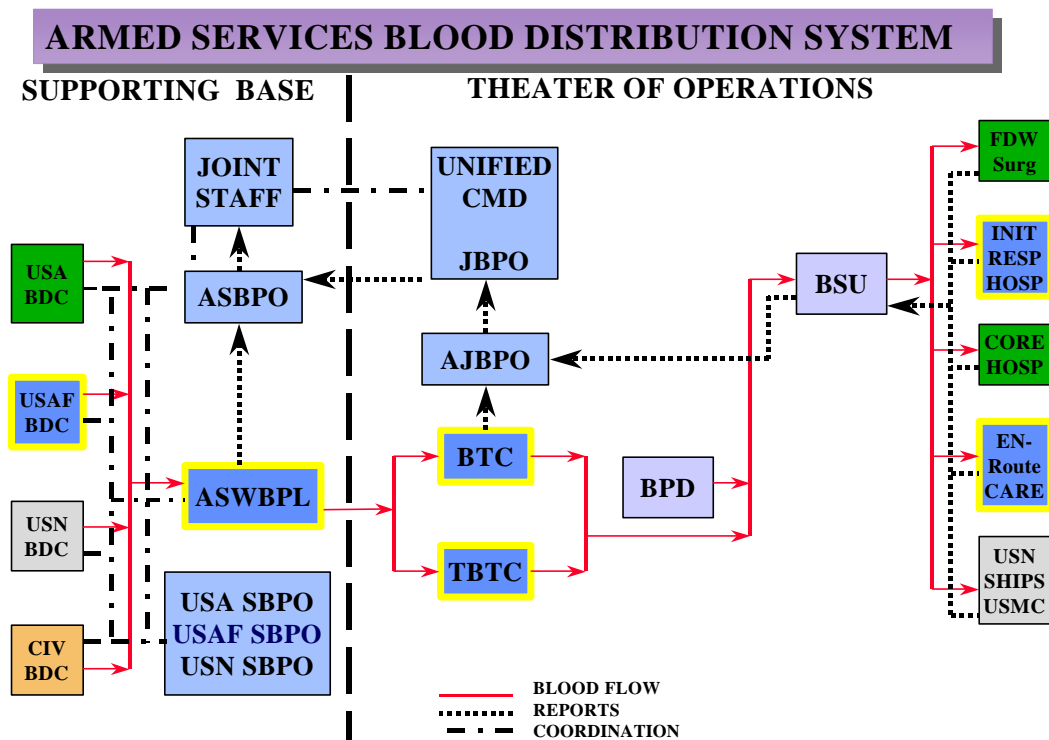 ARMED SERVICES BLOOD DISTRIBUTION SYSTEM
SUPPORTING BASE
THEATER OF OPERATIONS
JOINT
STAFF
UNIFIED
CMD
JBPO
FDW
Surg
USA
BDC
ASBPO
BSU
INIT
RESP
HOSP
AJBPO
CORE
HOSP
USAF
BDC
ASWBPL
BTC
BPD
EN-
Route
CARE
USN
BDC
TBTC
USN
SHIPS
USMC
USA SBPO
USAF SBPO
USN SBPO
CIV
BDC
BLOOD FLOW
REPORTS
COORDINATION